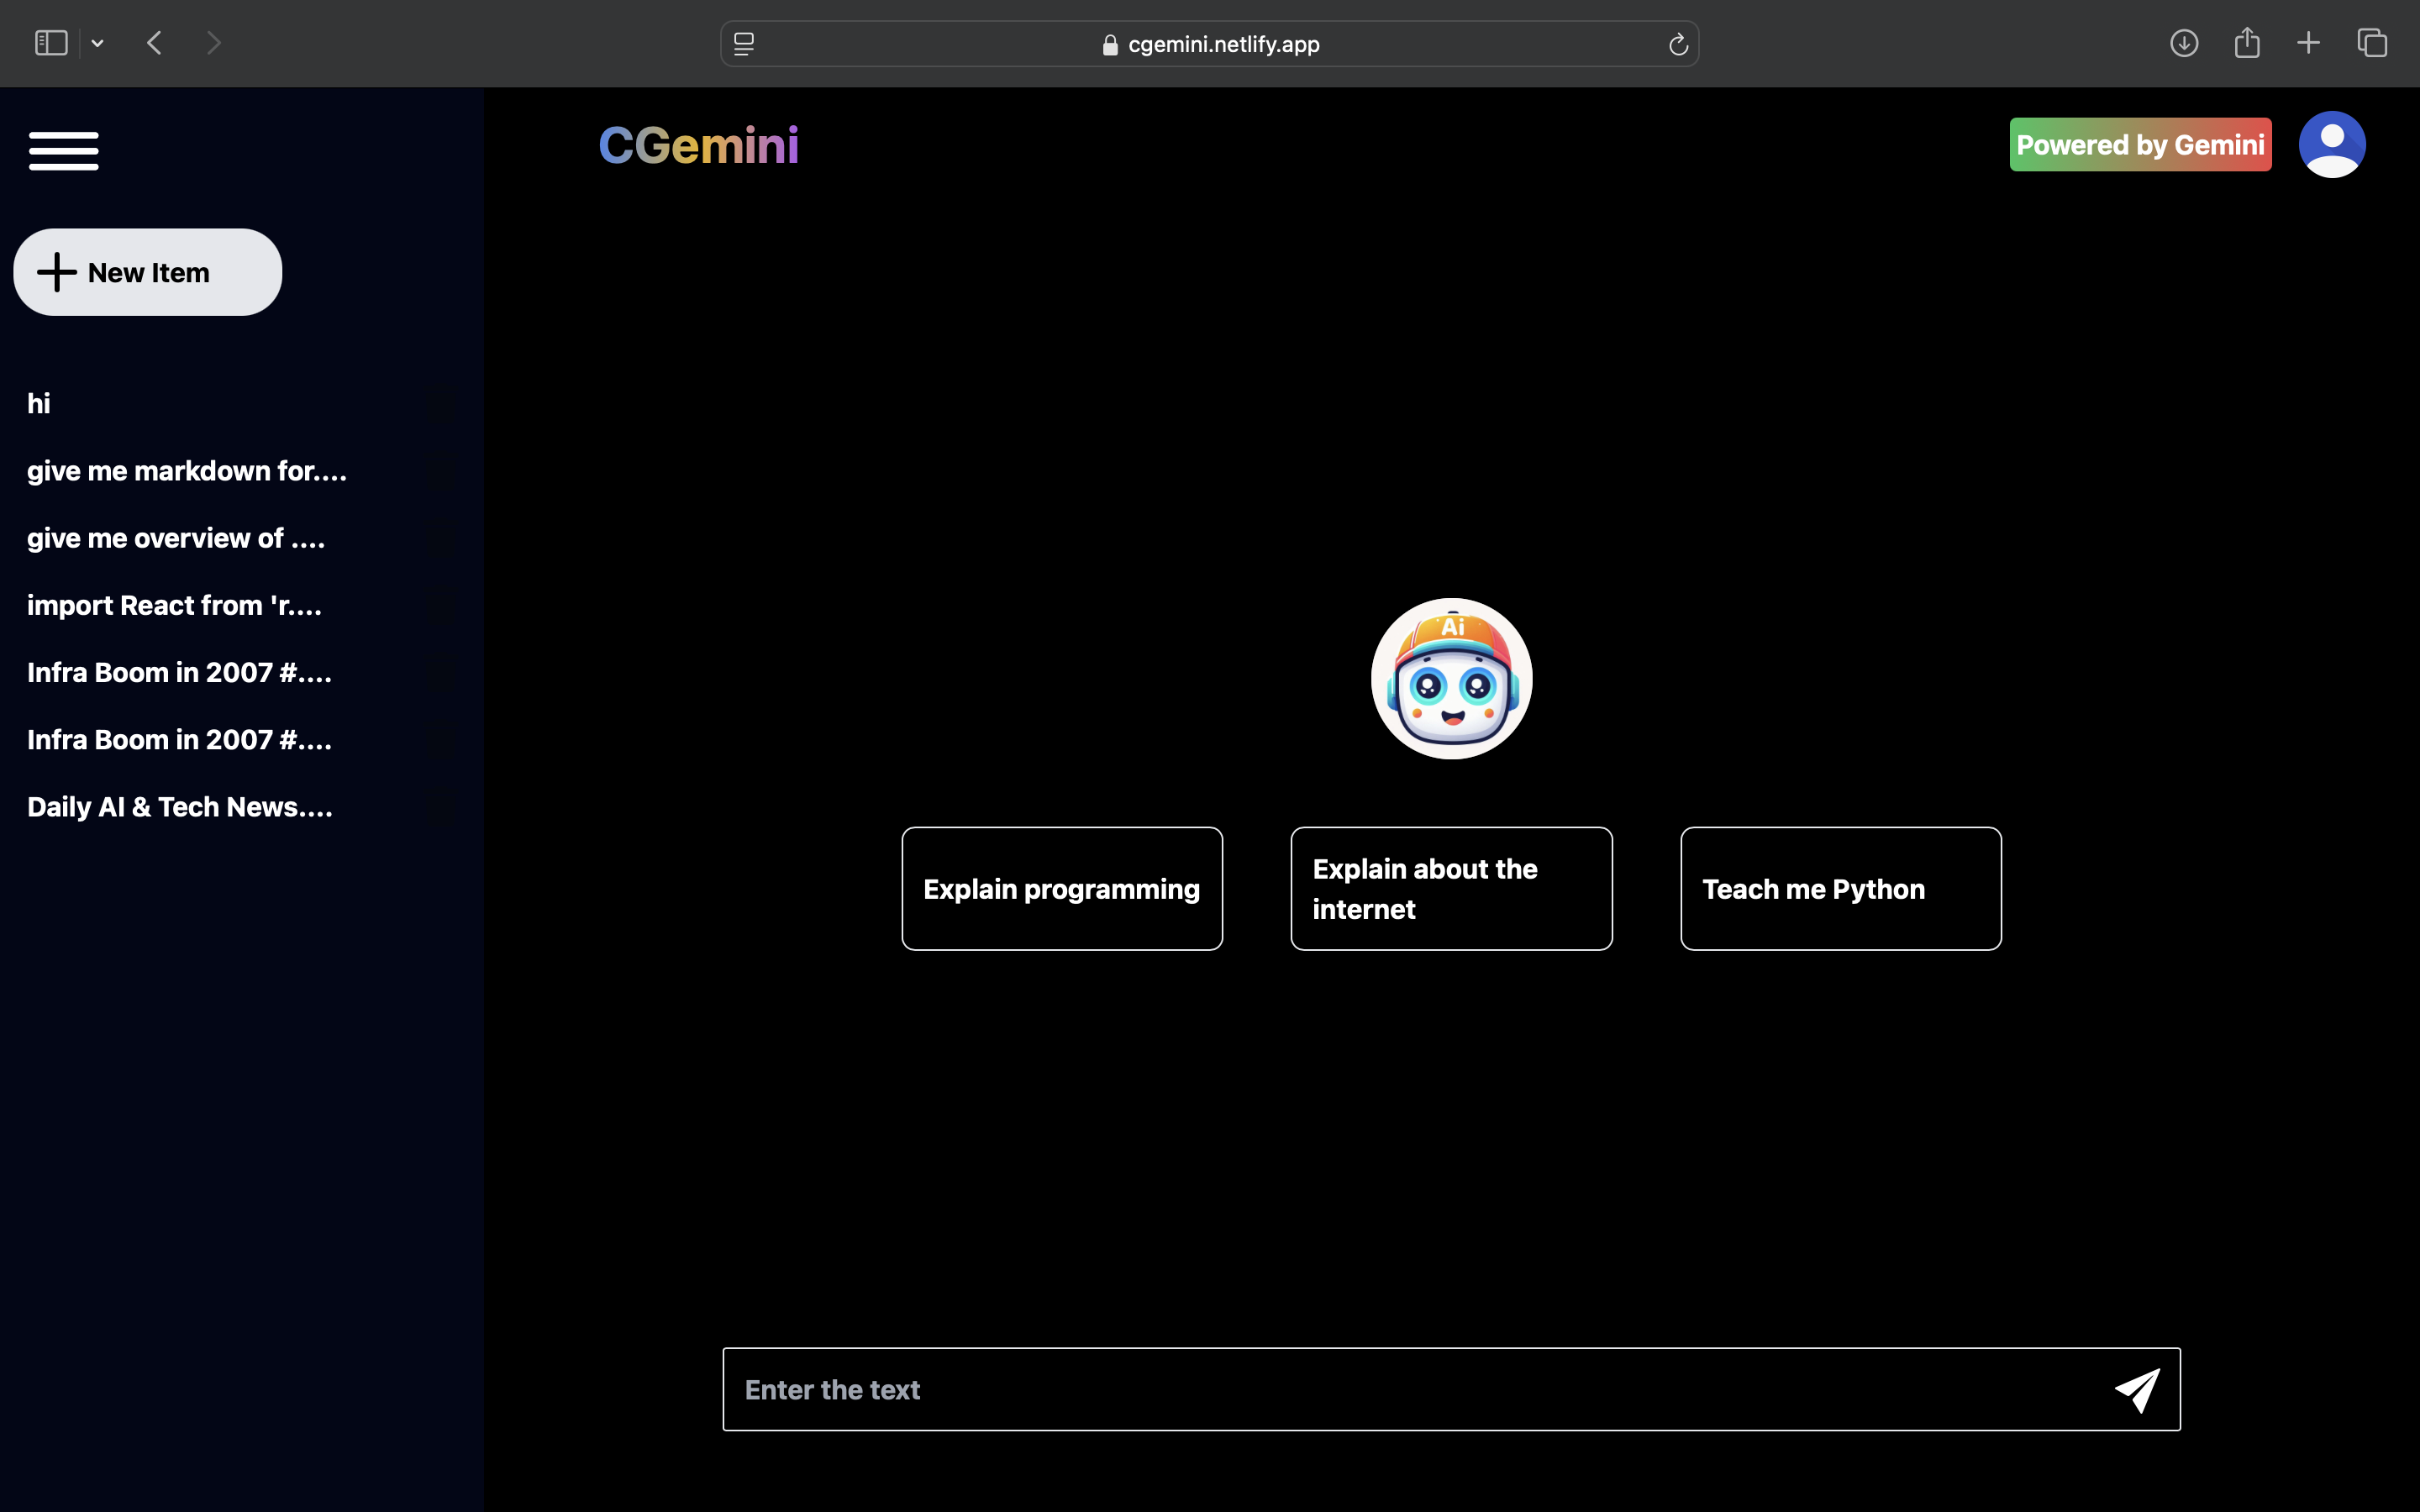 cgemini.netlify.app
CGemini
Powered by Gemini
New Item
hi
give me markdown for....
give me overview of ....
import React from 'r....
Infra Boom in 2007 #....
Infra Boom in 2007 #....
Daily AI & Tech News....
Ai
Explain programming
Explain about the
internet
Teach me Python
Enter the text